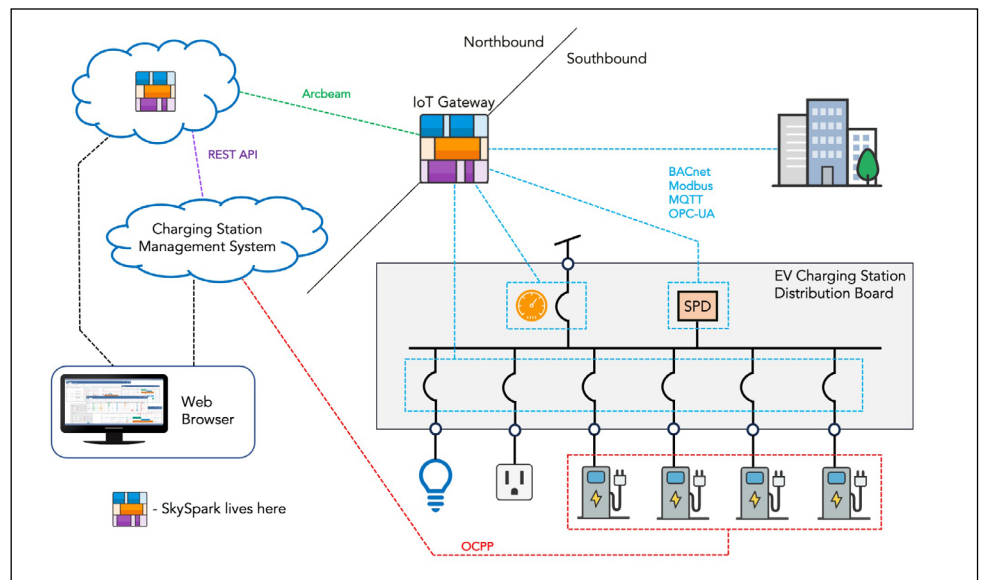 Northbound
Southbound
Arcbeam
IoT Gateway
REST API
BACnet
Modbus
MQTT
OPC-UA
Charging Station
Management System
EV Charging Station
Distribution Board
SPD
Web
Browser
- SkySpark lives here
OCPP